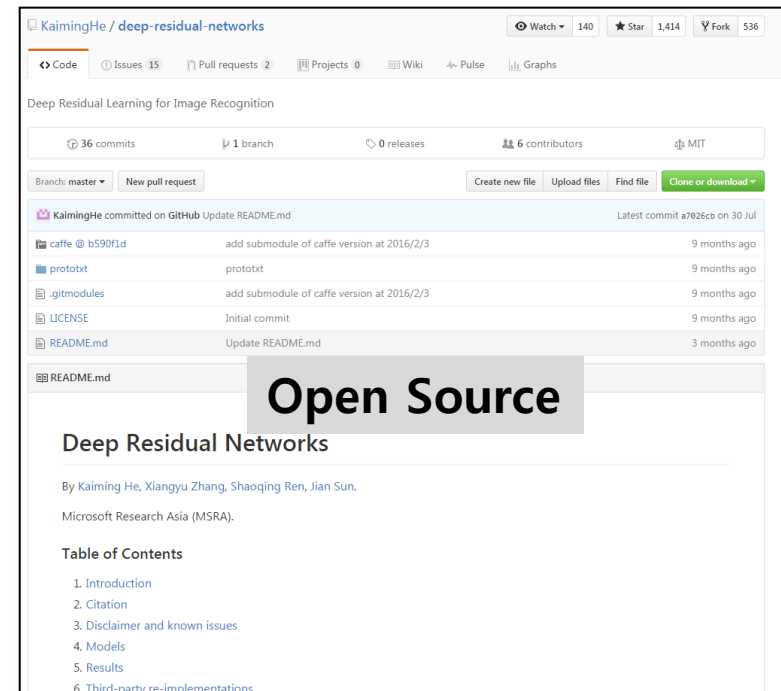 KaimingHe / deep-residual-networks Watch 140 Star 1,414 Fork 536
Code Issues 15 Pull requests 2 Projects 0 Wiki Pulse Graphs
Deep Residual Learning for Image Recognition
36 commits 1 branch 0 releases 6 contributors MIT
Branch: master New pull request Create new file Upload files Find file Clone or download
KaimingHe committed on GitHub Update README.md Latest commit a7026cb on 30 Jul
caffe @ b590f1d add submodule of caffe version at 2016/2/3 9 months ago
prototxt prototxt 9 months ago
.gitmodules add submodule of caffe version at 2016/2/3 9 months ago
LICENSE Initial commit 9 months ago
README.md Update README.md 3 months ago
README.md
Open Source
Deep Residual Networks
By Kaiming He, Xiangyu Zhang, Shaoqing Ren, Jian Sun.
Microsoft Research Asia (MSRA).
Table of Contents
1. Introduction
2. Citation
3. Disclaimer and known issues
4. Models
5. Results
6. Third-party re-implementations